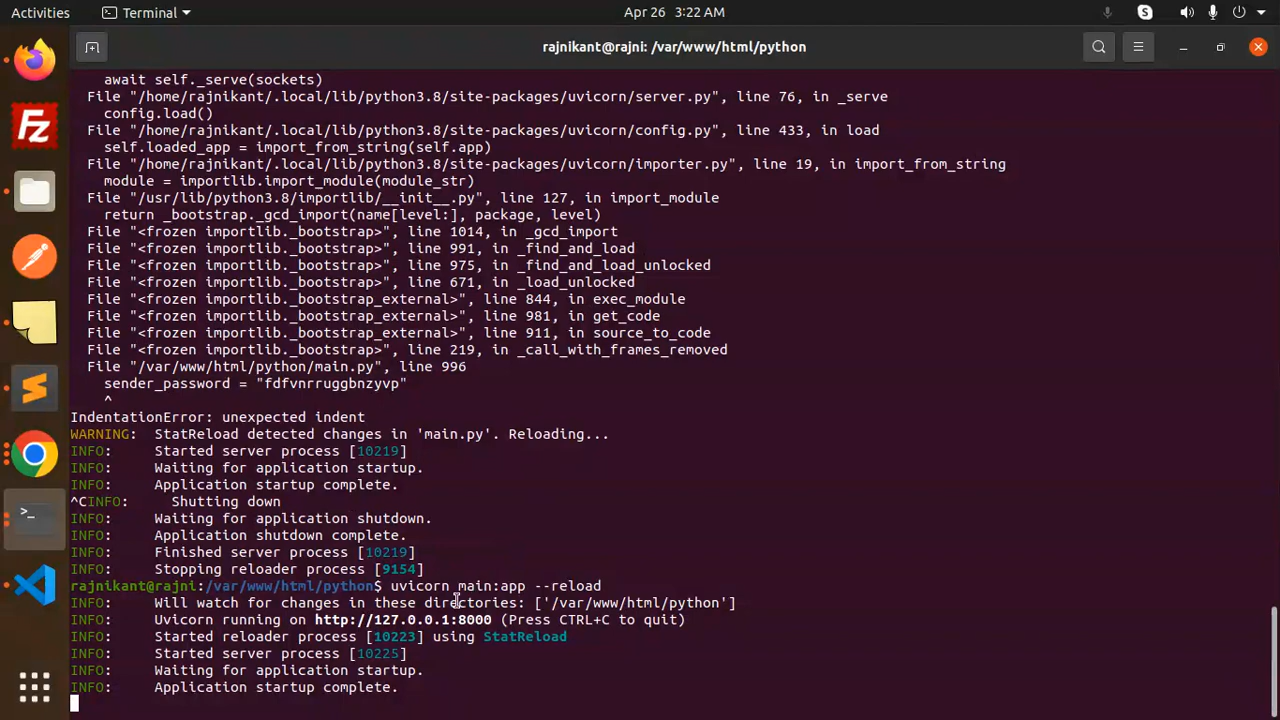 Activities
Terminal
Apr 26 3:22 AM
rajnikant@rajni: /var/www/html/python
await self._serve(sockets)
File "/home/rajnikant/.local/lib/python3.8/site-packages/uvicorn/server.py", line 76, in _serve
config.load()
File "/home/rajnikant/.local/lib/python3.8/site-packages/uvicorn/config.py", line 433, in load
self.loaded_app = import_from_string(self.app)
File "/home/rajnikant/.local/lib/python3.8/site-packages/uvicorn/importer.py", line 19, in import_from_string
module = importlib.import_module(module_str)
File "/usr/lib/python3.8/importlib/__init__.py", line 127, in import_module
return _bootstrap._gcd_import(name[level:], package, level)
File "<frozen importlib._bootstrap>", line 1014, in _gcd_import
File "<frozen importlib._bootstrap>", line 991, in _find_and_load
File "<frozen importlib._bootstrap>", line 975, in _find_and_load_unlocked
File "<frozen importlib._bootstrap>", line 671, in _load_unlocked
File "<frozen importlib._bootstrap_external>", line 844, in exec_module
File "<frozen importlib._bootstrap_external>", line 981, in get_code
File "<frozen importlib._bootstrap_external>", line 911, in source_to_code
File "<frozen importlib._bootstrap>", line 219, in _call_with_frames_removed
File "/var/www/html/python/main.py", line 996
sender_password = "fdfvnrruggbnzyvp"
^
IndentationError: unexpected indent
WARNING: StatReload detected changes in 'main.py'. Reloading...
INFO: Started server process [10219]
INFO: Waiting for application startup.
INFO: Application startup complete.
^CINFO: Shutting down
INFO: Waiting for application shutdown.
INFO: Application shutdown complete.
INFO: Finished server process [10219]
INFO: Stopping reloader process [9154]
rajnikant@rajni:/var/www/html/python$ uvicorn main:app --reload
INFO: Will watch for changes in these directories: ['/var/www/html/python']
INFO: Uvicorn running on http://127.0.0.1:8000 (Press CTRL+C to quit)
INFO: Started reloader process [10223] using StatReload
INFO: Started server process [10225]
INFO: Waiting for application startup.
INFO: Application startup complete.